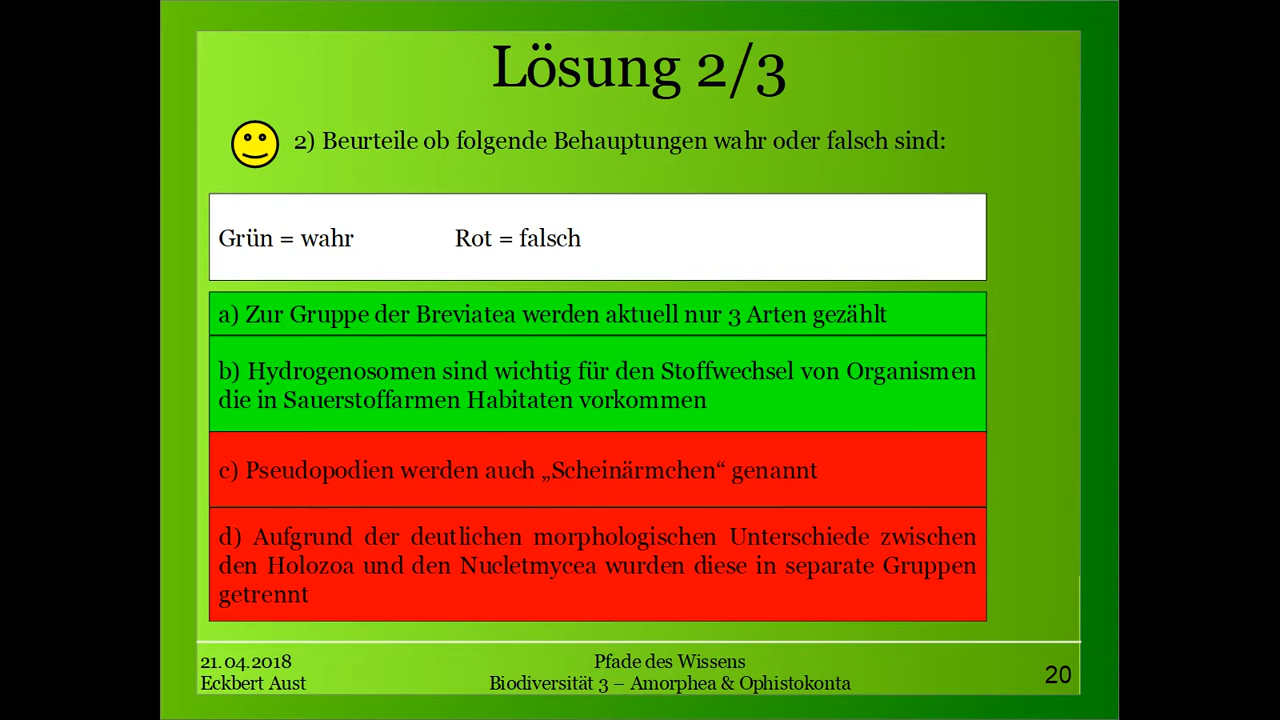 Lösung 2/3
2) Beurteile ob folgende Behauptungen wahr oder falsch sind:
Grün = wahr Rot = falsch
a) Zur Gruppe der Breviatea werden aktuell nur 3 Arten gezählt
b) Hydrogenosomen sind wichtig für den Stoffwechsel von Organismen
die in Sauerstoffarmen Habitaten vorkommen
c) Pseudopodien werden auch „Scheinärmchen“ genannt
d) Aufgrund der deutlichen morphologischen Unterschiede zwischen
den Holozoa und den Nucletmycea wurden diese in separate Gruppen
getrennt
21.04.2018
Eckbert Aust
Pfade des Wissens
Biodiversität 3 – Amorphea & Ophistokonta
20